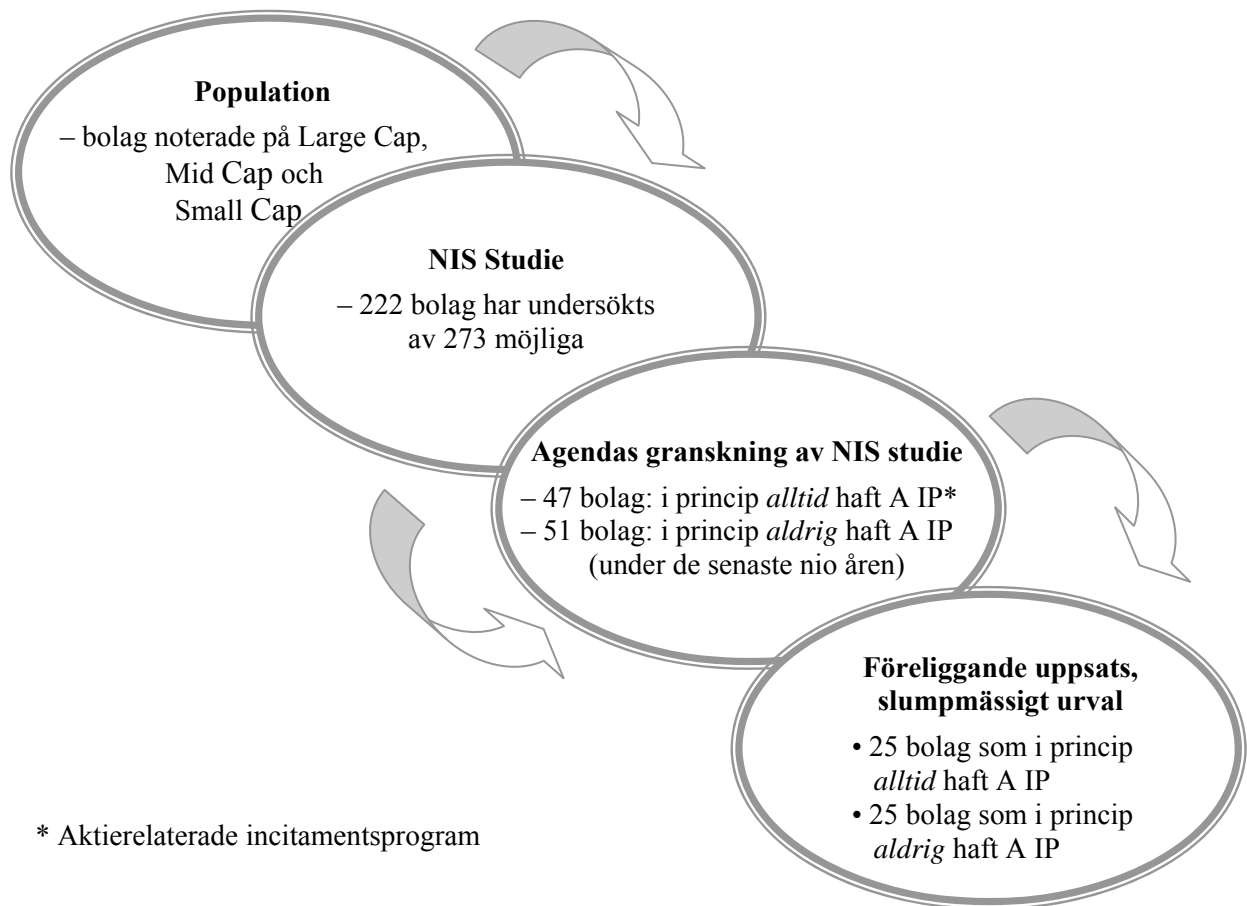 Population
– bolag noterade på Large Cap,
Mid Cap och
Small Cap
NIS Studie
– 222 bolag har undersökts
av 273 möjliga
Agendas granskning av NIS studie
– 47 bolag: i princip alltid haft A IP*
– 51 bolag: i princip aldrig haft A IP
(under de senaste nio åren)
Föreliggande uppsats,
slumpmässigt urval
• 25 bolag som i princip
alltid haft A IP
• 25 bolag som i princip
aldrig haft A IP
* Aktierelaterade incitamentsprogram